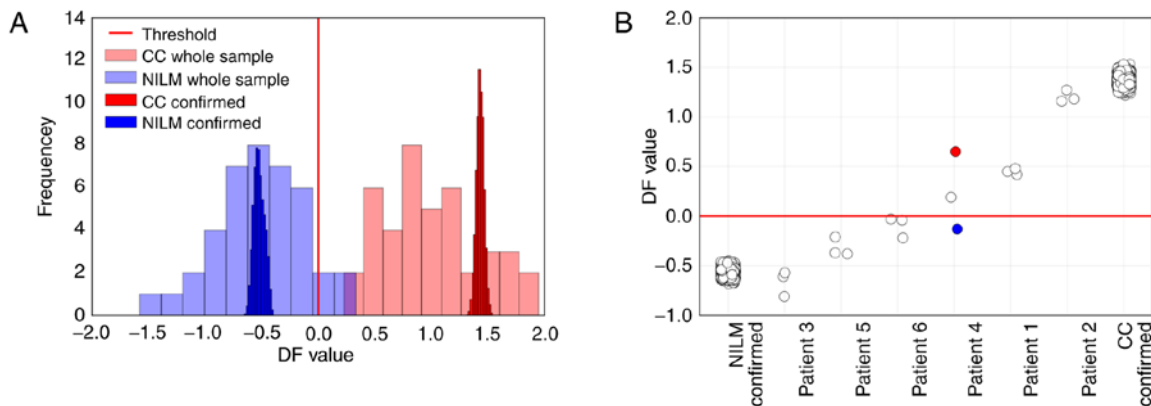 A
Frequencey
14
12
10
8
6
4
2
0
Threshold
CC whole sample
NILM whole sample
CC confirmed
NILM confirmed
−2.0 −1.5 −1.0 −0.5 0.0 0.5 1.0 1.5 2.0
DF value
B
DF value
1.5
1.0
0.5
0.0
−0.5
−1.0
NILM
confirmed
Patient 3
Patient 5
Patient 6
Patient 4
Patient 1
Patient 2
CC
confirmed